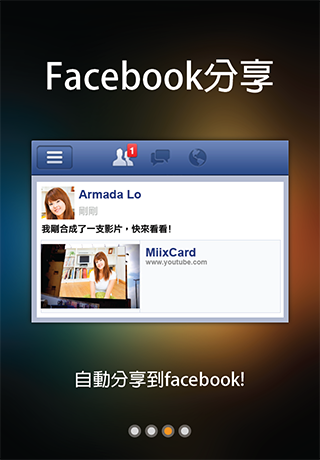 Facebook分享
1
Armada Lo
剛剛
我剛合成了一支影片，快來看看!
MiixCard
www.youtube.com
自動分享到facebook!